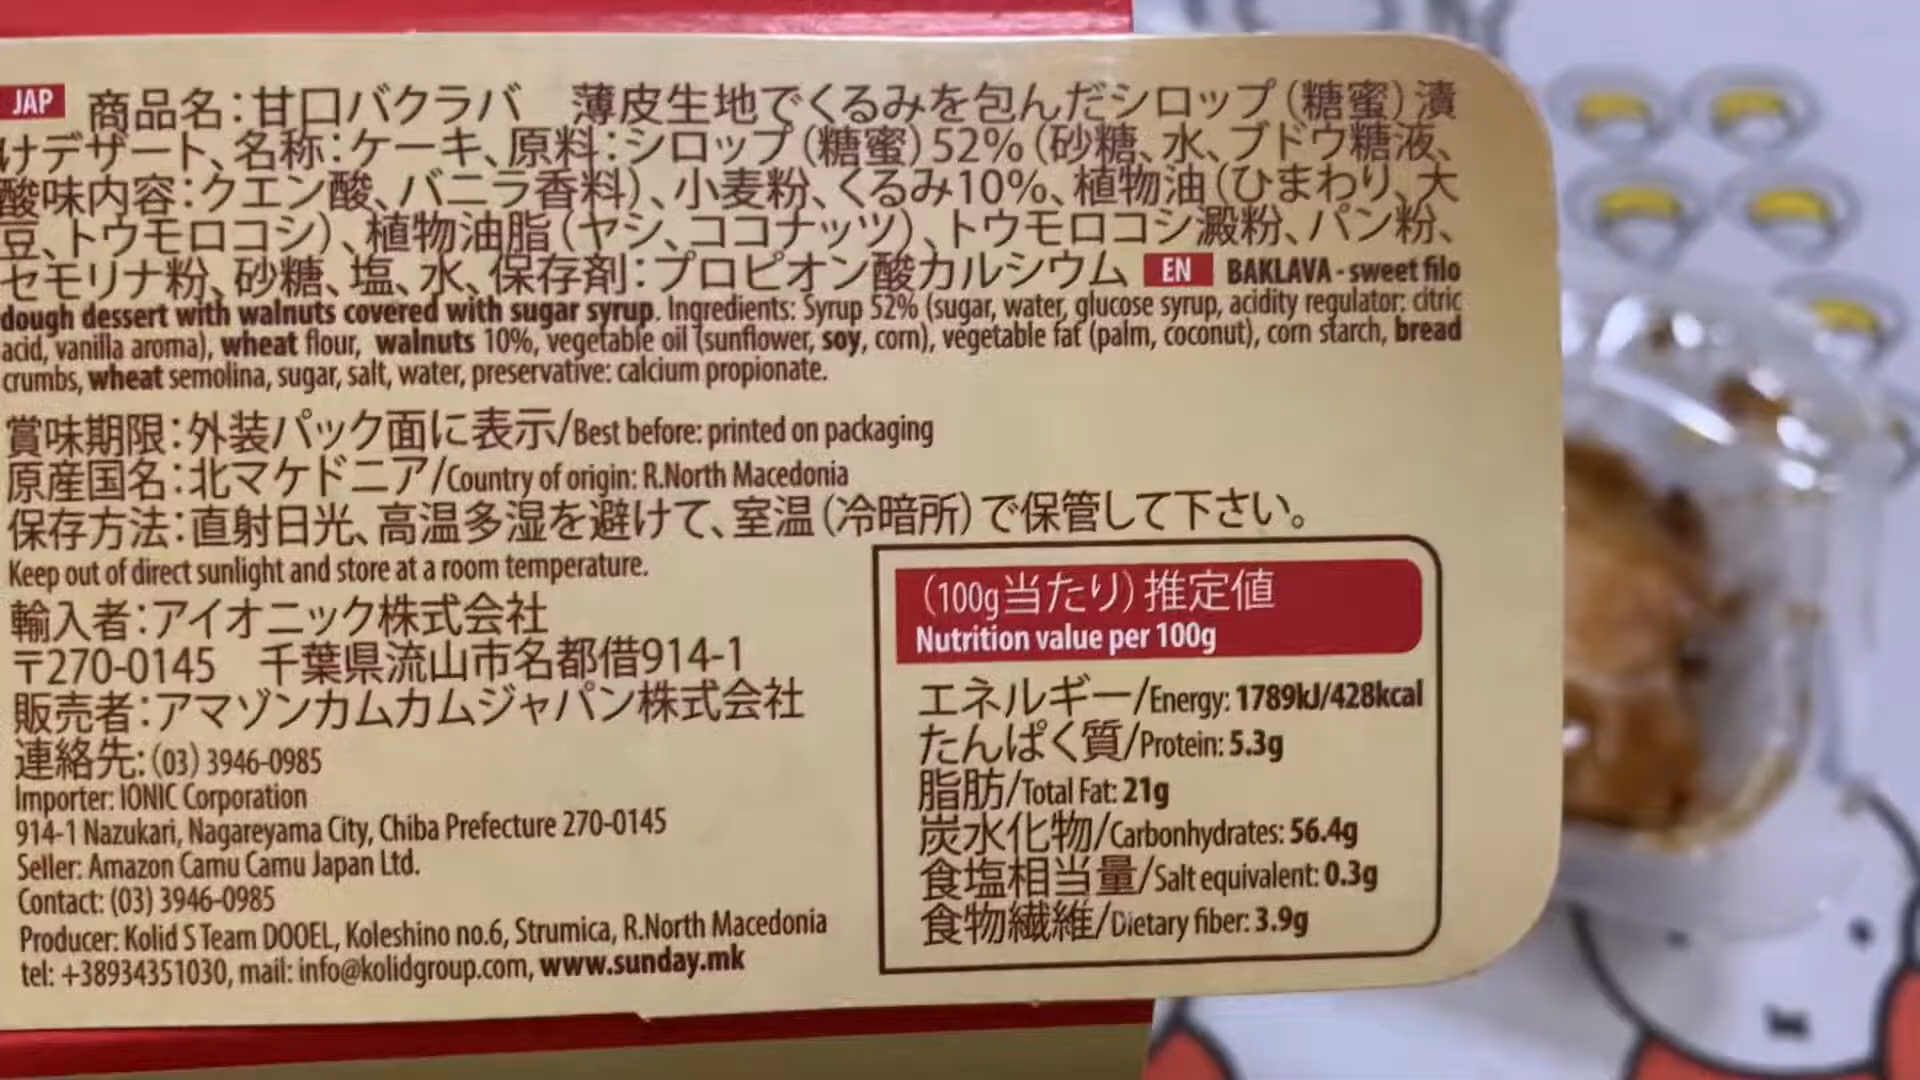 JAP 商品名:甘口バクラバ 薄皮生地でくるみを包んだシロップ(糖蜜)漬
けデザート、名称:ケーキ、原料:シロップ(糖蜜)52%(砂糖、水、ブドウ糖液、
酸味内容:クエン酸、バニラ香料)、小麦粉、くるみ10%、植物油(ひまわり、大
豆、トウモロコシ)、植物油脂(ヤシ、ココナッツ)、トウモロコシ澱粉、パン粉、
セモリナ粉、砂糖、塩、水、保存剤:プロピオン酸カルシウム EN BAKLAVA - sweet filo
dough dessert with walnuts covered with sugar syrup. Ingredients: Syrup 52% (sugar, water, glucose syrup, acidity regulator: citric
acid, vanilla aroma), wheat flour, walnuts 10%, vegetable oil (sunflower, soy, corn), vegetable fat (palm, coconut), corn starch, bread
crumbs, wheat semolina, sugar, salt, water, preservative: calcium propionate.
賞味期限:外装パック面に表示/Best before: printed on packaging
原産国名:北マケドニア/Country of origin: R.North Macedonia
保存方法:直射日光、高温多湿を避けて、室温(冷暗所)で保管して下さい。
Keep out of direct sunlight and store at a room temperature.
輸入者:アイオニック株式会社
〒270-0145 千葉県流山市名都借914-1
販売者:アマゾンカムカムジャパン株式会社
連絡先:(03) 3946-0985
Importer: IONIC Corporation
914-1 Nazukari, Nagareyama City, Chiba Prefecture 270-0145
Seller: Amazon Camu Camu Japan Ltd.
Contact: (03) 3946-0985
Producer: Kolid S Team DOOEL, Koleshino no.6, Strumica, R.North Macedonia
tel: +38934351030, mail: info@kolidgroup.com, www.sunday.mk
(100g当たり)推定値
Nutrition value per 100g
エネルギー/Energy: 1789kJ/428kcal
たんぱく質/Protein: 5.3g
脂肪/Total Fat: 21g
炭水化物/Carbonhydrates: 56.4g
食塩相当量/Salt equivalent: 0.3g
食物繊維/Dietary fiber: 3.9g